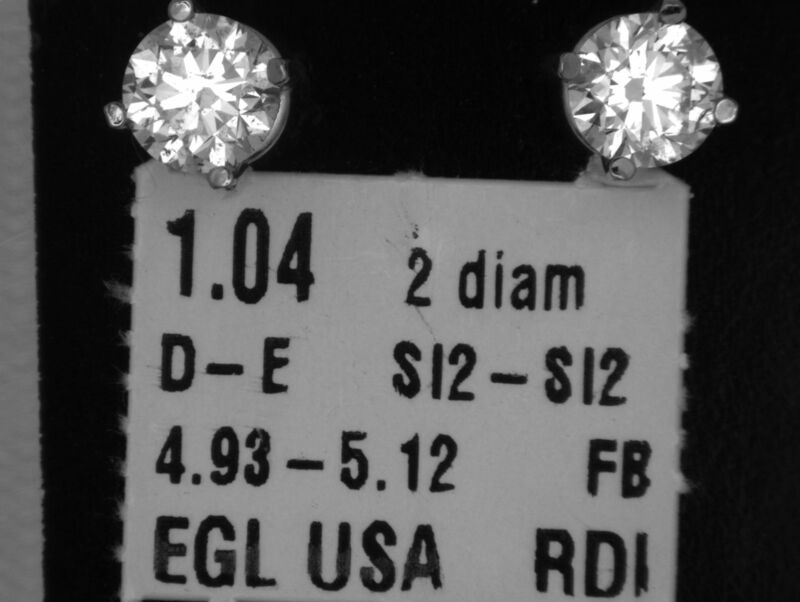 1.04 2 diam
D-E SI2-SI2
4.93-5.12 FB
EGL USA RDI